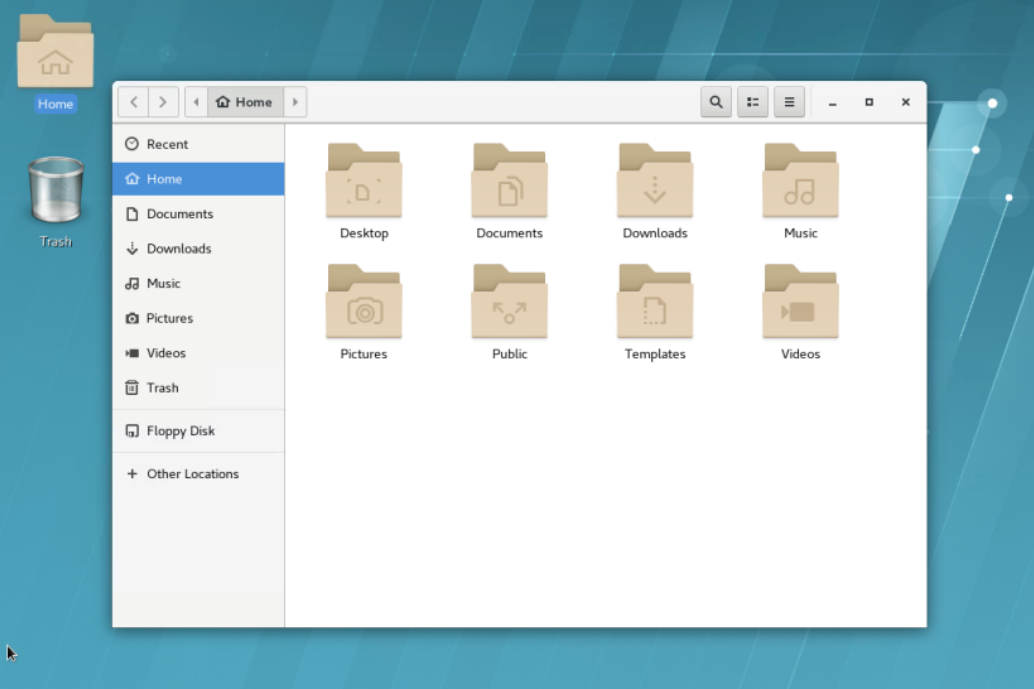 Home
Trash
Home
Recent
Home
Documents
Downloads
Music
Pictures
Videos
Trash
Floppy Disk
+ Other Locations
Desktop Documents Downloads Music
Pictures Public Templates Videos